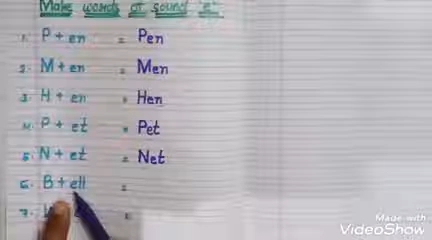 Make words of sound "e"
1. P + en = Pen
2. M + en = Men
3. H + en = Hen
4. P + et = Pet
5. N + et = Net
6. B + ell =
7.
Made With
VideoShow